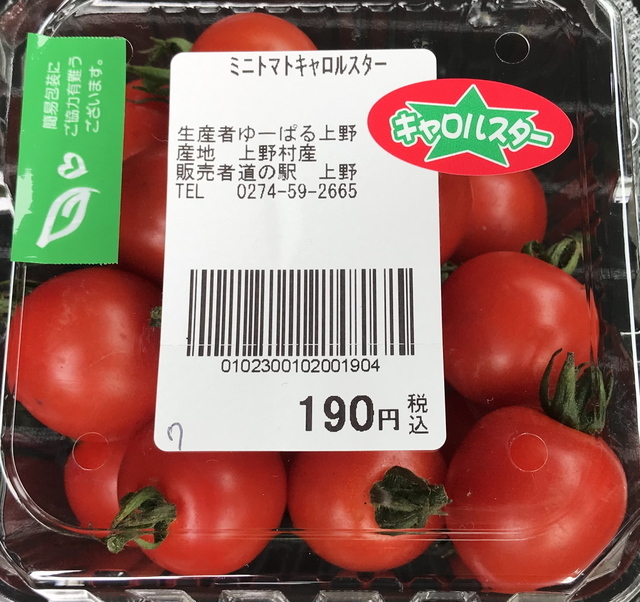 簡易包装に
ご協力有難う
ございます。
ミニトマトキャロルスター
キャロルスター
生産者ゆーぱる上野
産地 上野村産
販売者道の駅 上野
TEL 0274-59-2665
0102300102001904
190円税込
7